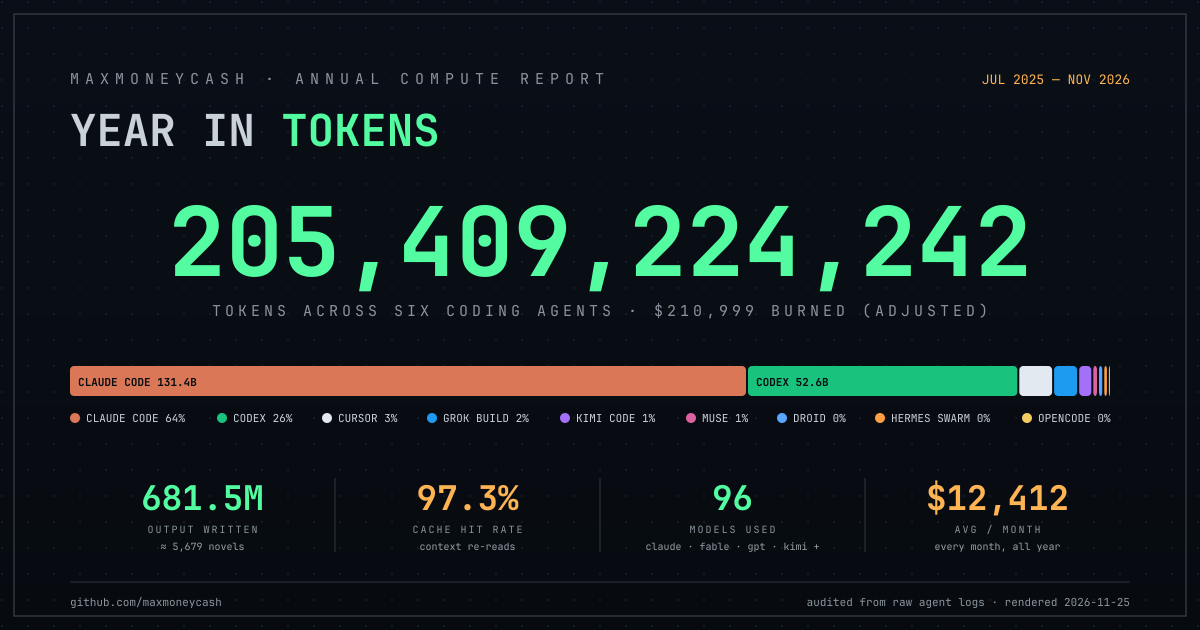 MAXMONEYCASH · ANNUAL COMPUTE REPORT
JUL 2025 — NOV 2026
YEAR IN TOKENS
205,409,224,242
TOKENS ACROSS SIX CODING AGENTS · $210,999 BURNED (ADJUSTED)
CLAUDE CODE 131.4B
CODEX 52.6B
CLAUDE CODE 64% CODEX 26% CURSOR 3% GROK BUILD 2% KIMI CODE 1% MUSE 1% DROID 0% HERMES SWARM 0% OPENCODE 0%
681.5M
OUTPUT WRITTEN
≈ 5,679 novels
97.3%
CACHE HIT RATE
context re-reads
96
MODELS USED
claude · fable · gpt · kimi +
$12,412
AVG / MONTH
every month, all year
github.com/maxmoneycash
audited from raw agent logs · rendered 2026-11-25